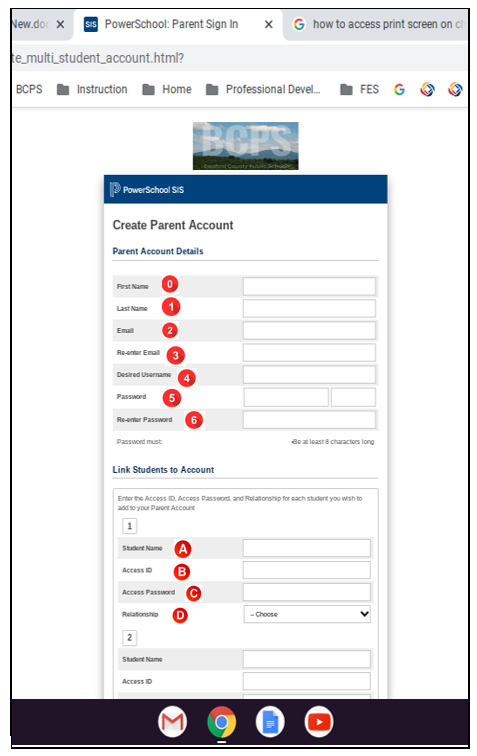 New.doc
PowerSchool: Parent Sign In
how to access print screen on ch
te_multi_student_account.html?
BCPS
Instruction
Home
Professional Devel...
FES
BCPS
Bedford County Public Schools
PowerSchool SIS
Create Parent Account
Parent Account Details
First Name 0
Last Name 1
Email 2
Re-enter Email 3
Desired Username 4
Password 5
Re-enter Password 6
Password must: •Be at least 8 characters long
Link Students to Account
Enter the Access ID, Access Password, and Relationship for each student you wish to
add to your Parent Account
1
Student Name A
Access ID B
Access Password C
Relationship D -- Choose
2
Student Name
Access ID